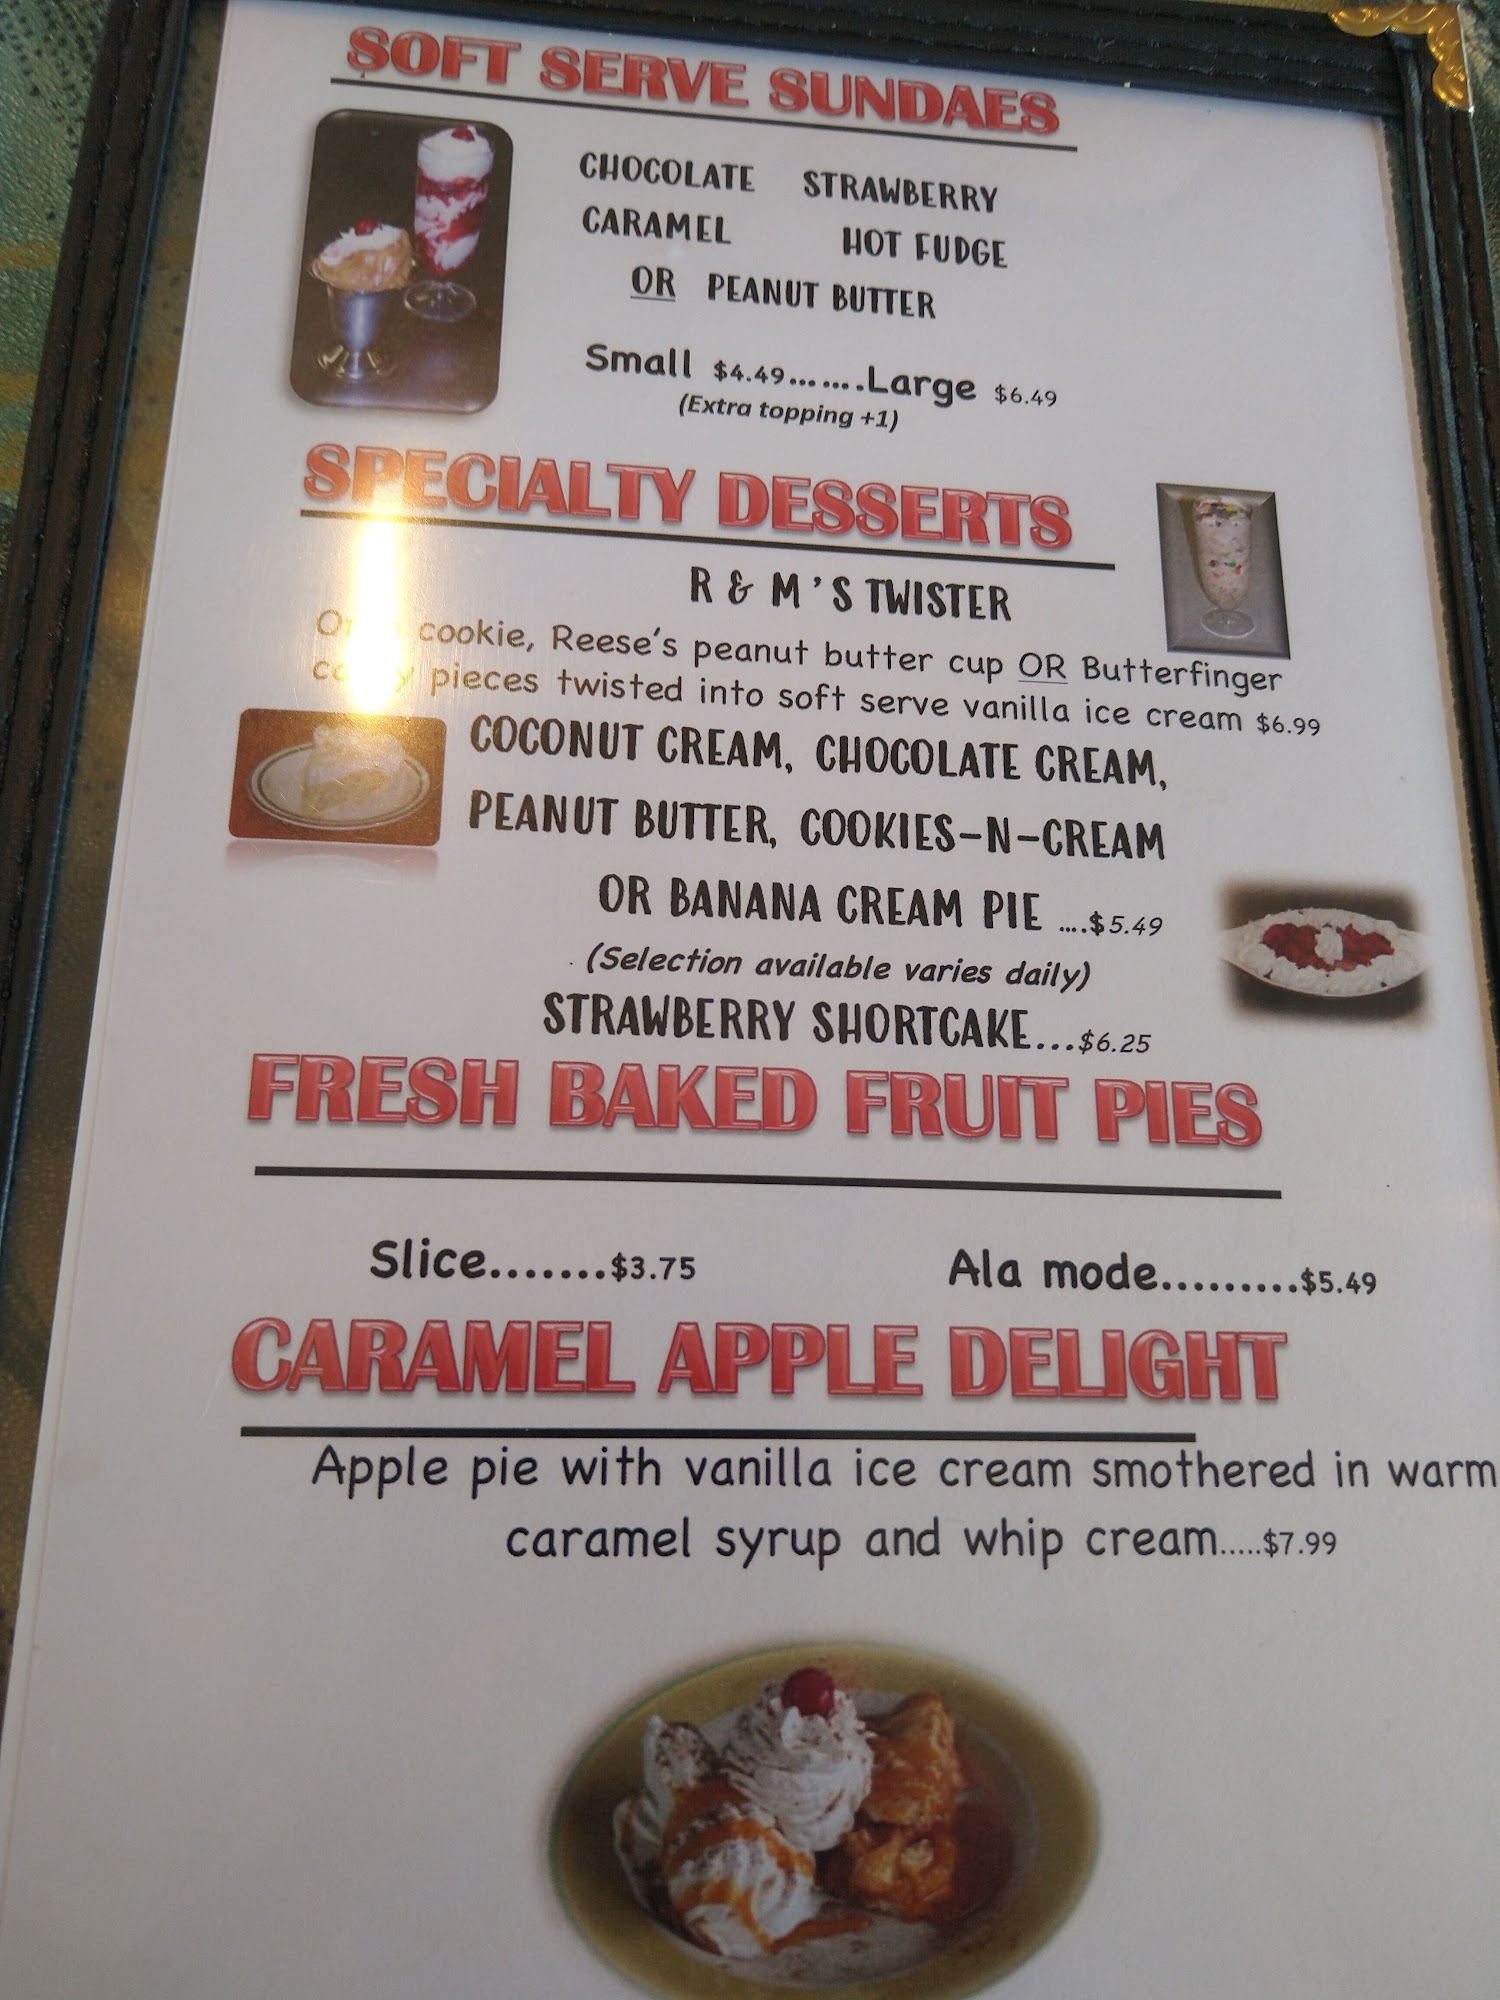 SOFT SERVE SUNDAES
CHOCOLATE STRAWBERRY
CARAMEL HOT FUDGE
OR PEANUT BUTTER
Small $4.49.......Large $6.49
(Extra topping +1)
SPECIALTY DESSERTS
R & M'S TWISTER
cookie, Reese's peanut butter cup OR Butterfinger
pieces twisted into soft serve vanilla ice cream $6.99
COCONUT CREAM, CHOCOLATE CREAM,
PEANUT BUTTER, COOKIES-N-CREAM
OR BANANA CREAM PIE ....$5.49
(Selection available varies daily)
STRAWBERRY SHORTCAKE...$6.25
FRESH BAKED FRUIT PIES
Slice.......$3.75 Ala mode.........$5.49
CARAMEL APPLE DELIGHT
Apple pie with vanilla ice cream smothered in warm
caramel syrup and whip cream.....$7.99